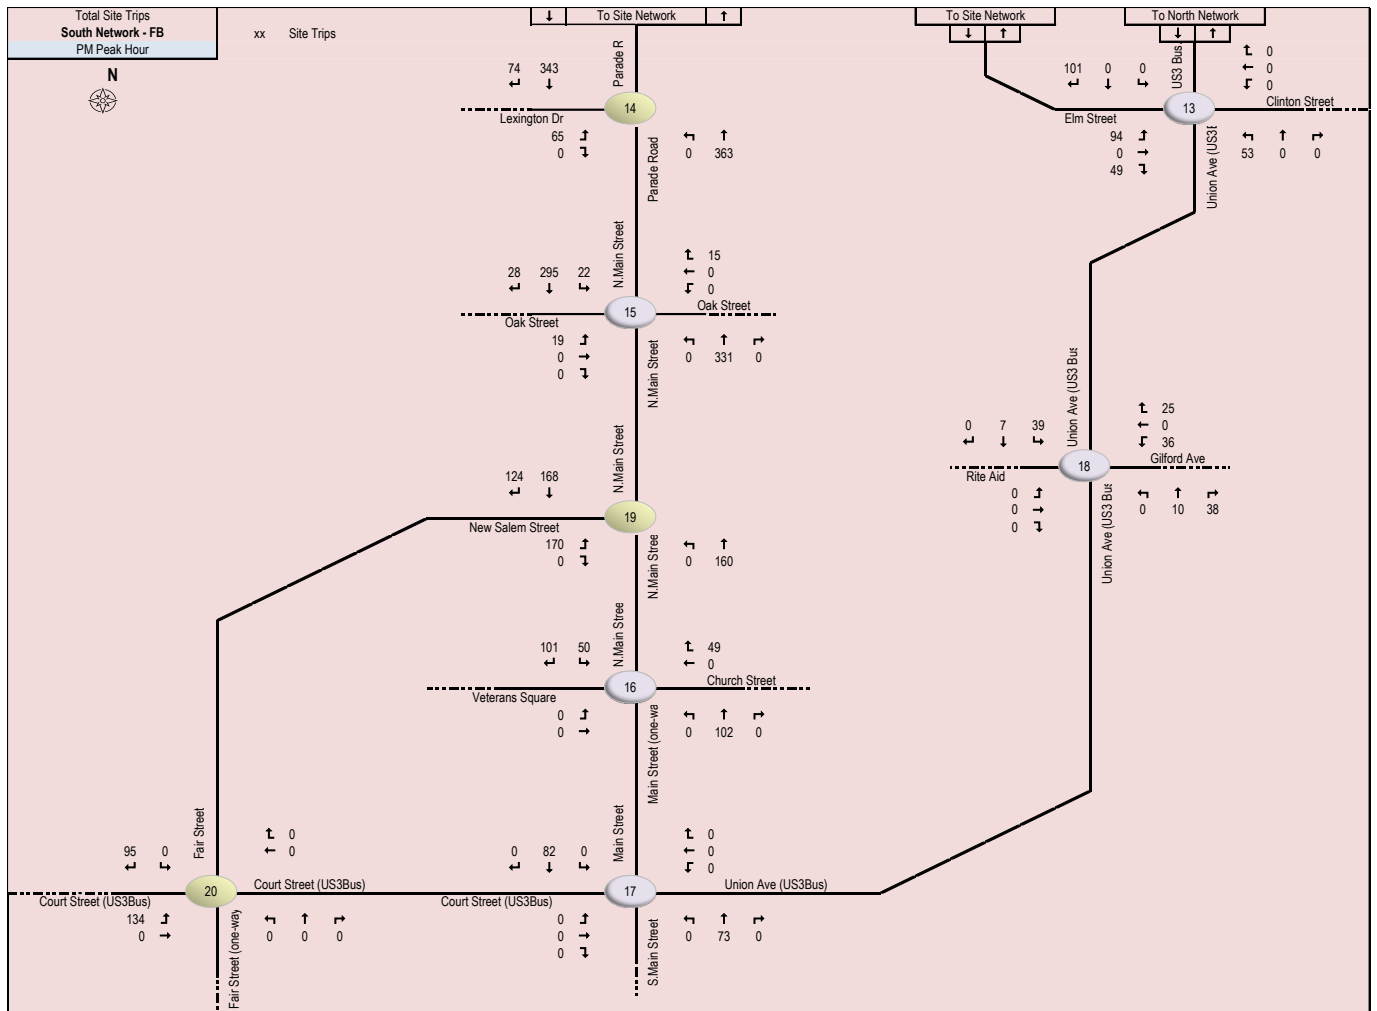 Total Site Trips
South Network - FB
PM Peak Hour
xx Site Trips
N
↓ To Site Network ↑
To Site Network
↓ ↑
To North Network
↓ ↑
Parade R
74 343
↵ ↓
14
Lexington Dr
65
0
Parade Road
← ↑
0 363
US3 Bus
101 0 0
0
0
0
13
Clinton Street
Elm Street
94
0
49
Union Ave (US3
53 0 0
N.Main Street
28 295 22
15
0
0
15
Oak Street
Oak Street
19
0
0
N.Main Street
0 331 0
Union Ave (US3 Bus
0 7 39
25
0
36
18
Gilford Ave
Rite Aid
0
0
0
Union Ave (US3 Bus
0 10 38
N.Main Street
124 168
19
New Salem Street
170
0
N.Main Stree
0 160
N.Main Stree
101 50
49
0
16
Church Street
Veterans Square
0
0
Main Street (one-wa
0 102 0
Fair Street
95 0
0
0
20
Court Street (US3Bus)
Court Street (US3Bus)
134
0
Fair Street (one-way
0 0 0
Main Street
0 82 0
0
0
0
17
Union Ave (US3Bus)
Court Street (US3Bus)
0
0
0
S.Main Street
0 73 0